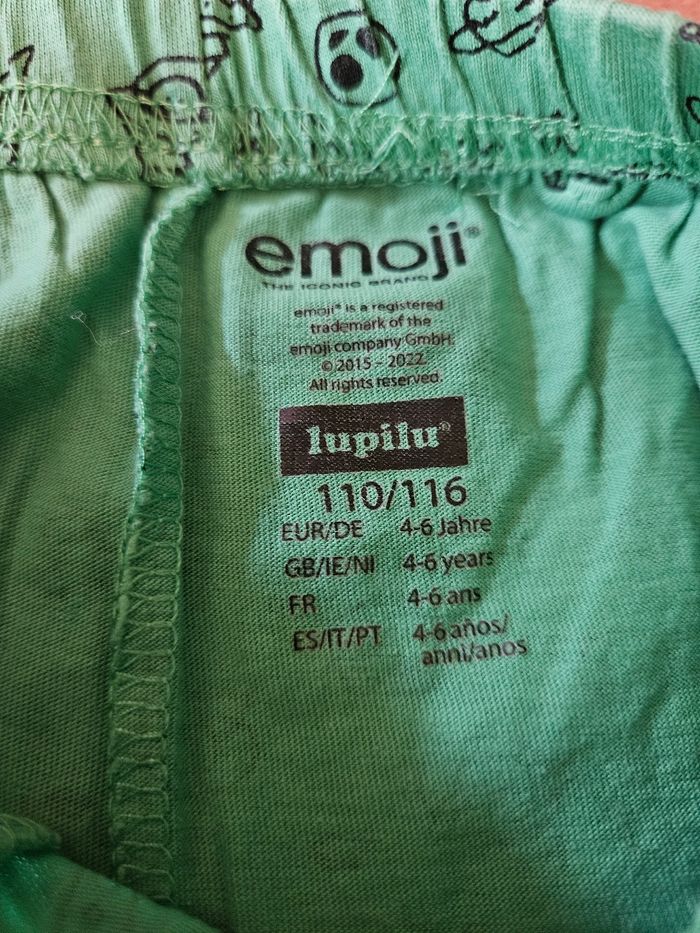 emoji®
THE ICONIC BRAND
emoji® is a registered
trademark of the
emoji company GmbH.
© 2015 - 2022.
All rights reserved.
lupilu®
110/116
EUR/DE 4-6 Jahre
GB/IE/NI 4-6 years
FR 4-6 ans
ES/IT/PT 4-6 años/
anni/anos